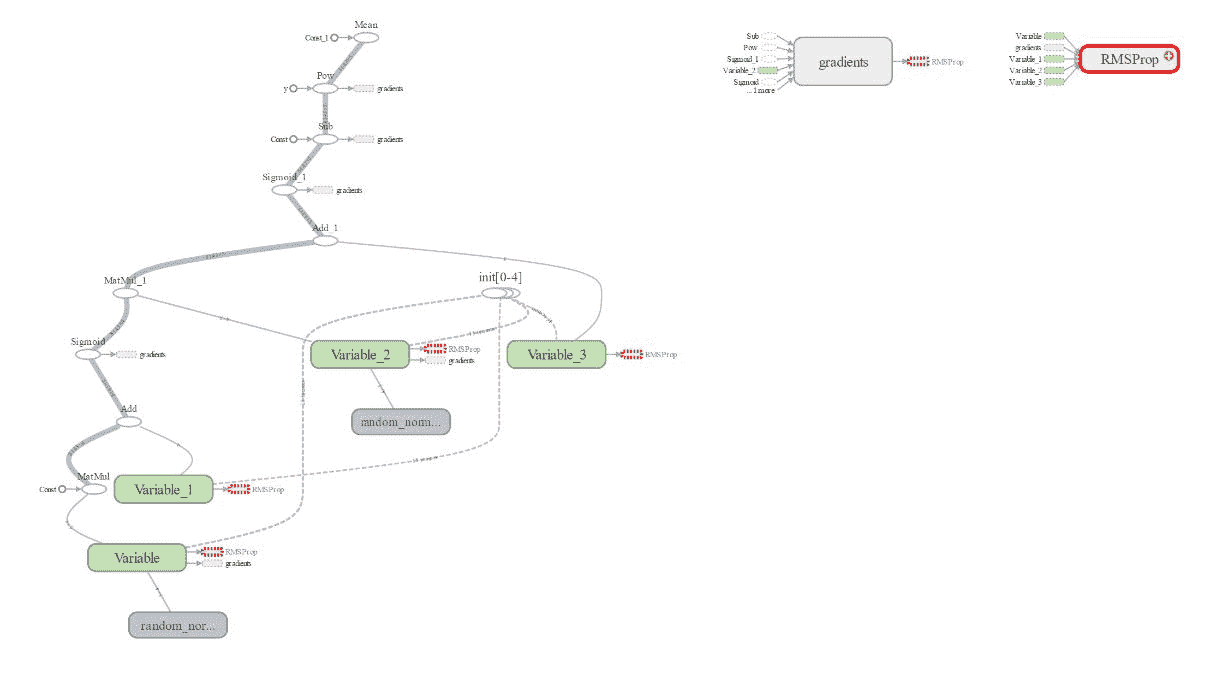 Mean
Const_1
Pow
y
gradients
Sub
Const
gradients
Sigmoid_1
gradients
Add_1
MatMul_1
init[0-4]
Sigmoid
gradients
Variable_2
RMSProp
gradients
Variable_3
RMSProp
Add
random_norm...
MatMul
Const
Variable_1
RMSProp
Variable
RMSProp
gradients
random_nor...
Sub
Pow
Sigmoid_1
Variable_2
Sigmoid
... 1 more
gradients
RMSProp
Variable
gradients
Variable_1
Variable_2
Variable_3
RMSProp